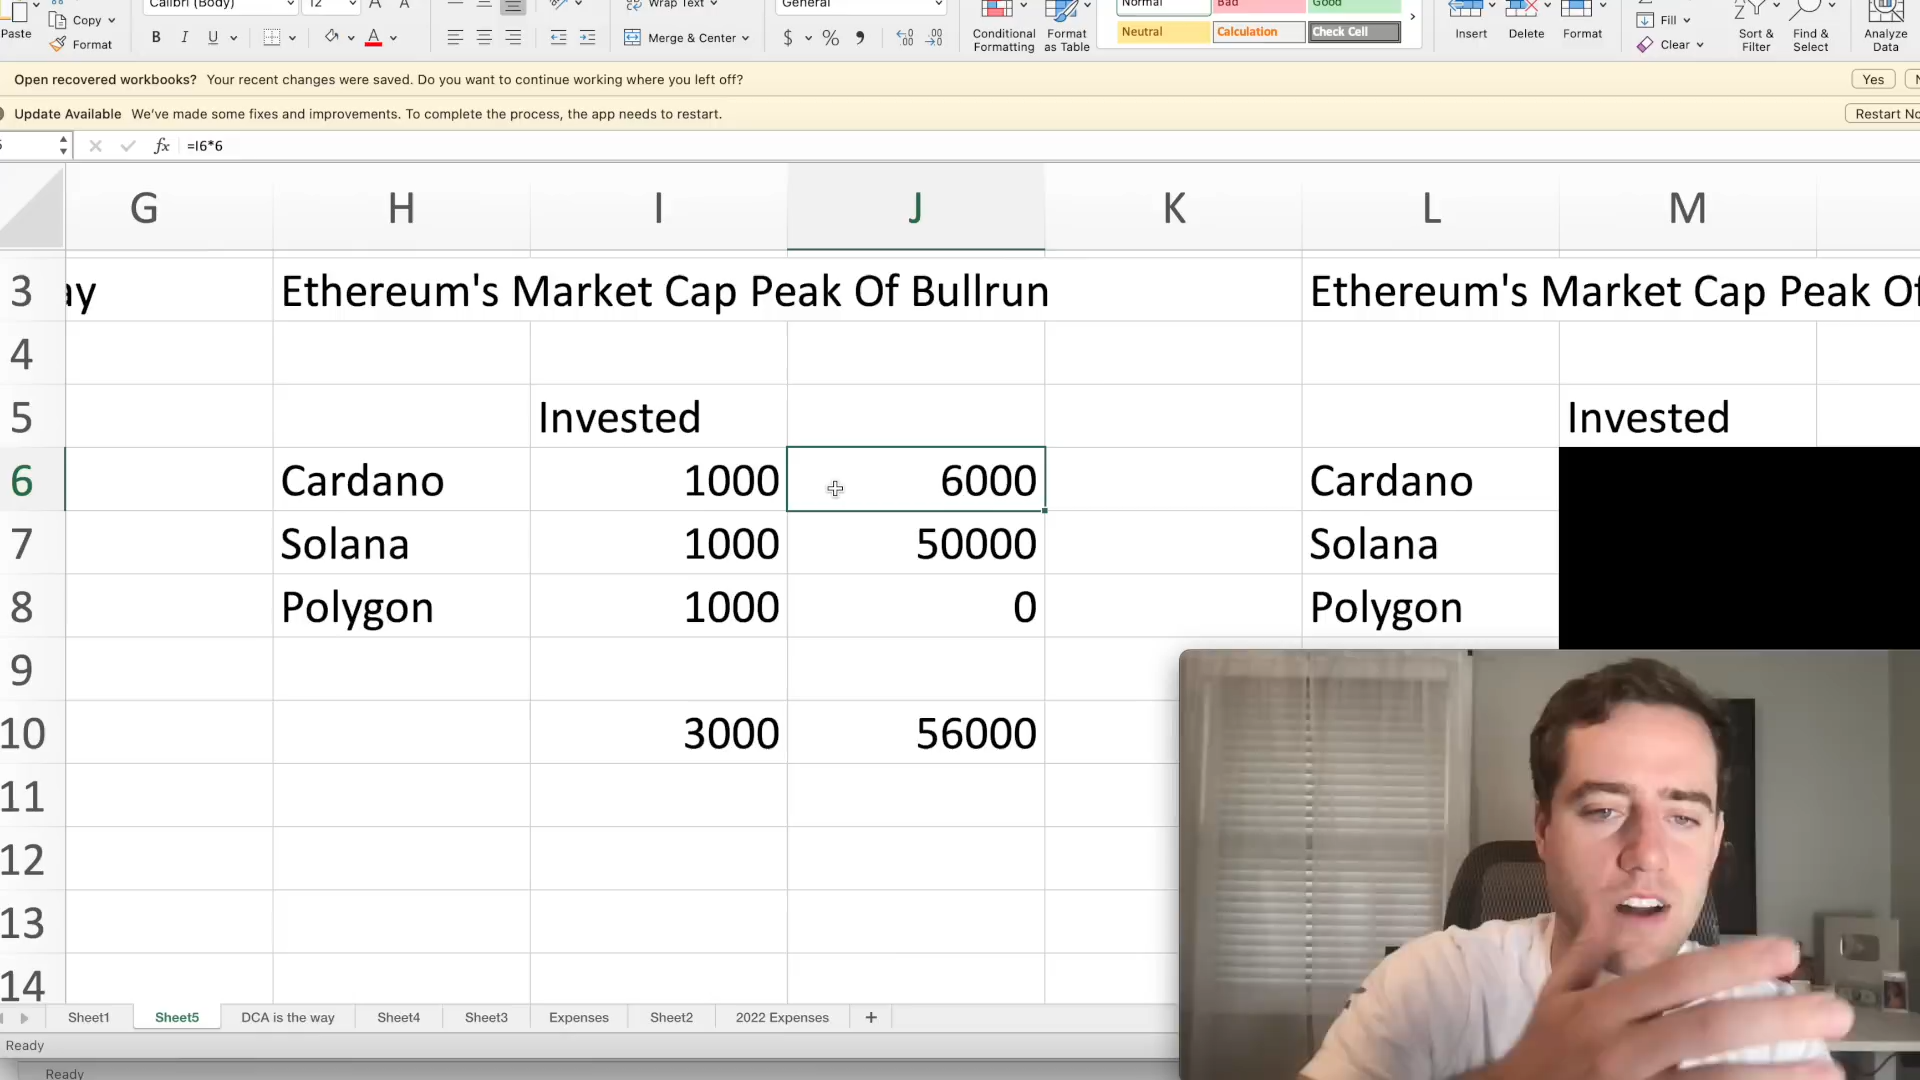 Calibri (Body) 12 Wrap Text General Normal Bad Good
Paste Copy Format B I U A Merge & Center $ % Conditional Formatting Format as Table Neutral Calculation Check Cell Insert Delete Format Fill Clear Sort & Filter Find & Select Analyze Data
Open recovered workbooks? Your recent changes were saved. Do you want to continue working where you left off? Yes N
Update Available We've made some fixes and improvements. To complete the process, the app needs to restart. Restart No
fx =I6*6
G H I J K L M
3 ay Ethereum's Market Cap Peak Of Bullrun Ethereum's Market Cap Peak Of
4
5 Invested Invested
6 Cardano 1000 6000 Cardano
7 Solana 1000 50000 Solana
8 Polygon 1000 0 Polygon
9
10 3000 56000
11
12
13
14
Sheet1 Sheet5 DCA is the way Sheet4 Sheet3 Expenses Sheet2 2022 Expenses +
Ready
Ready